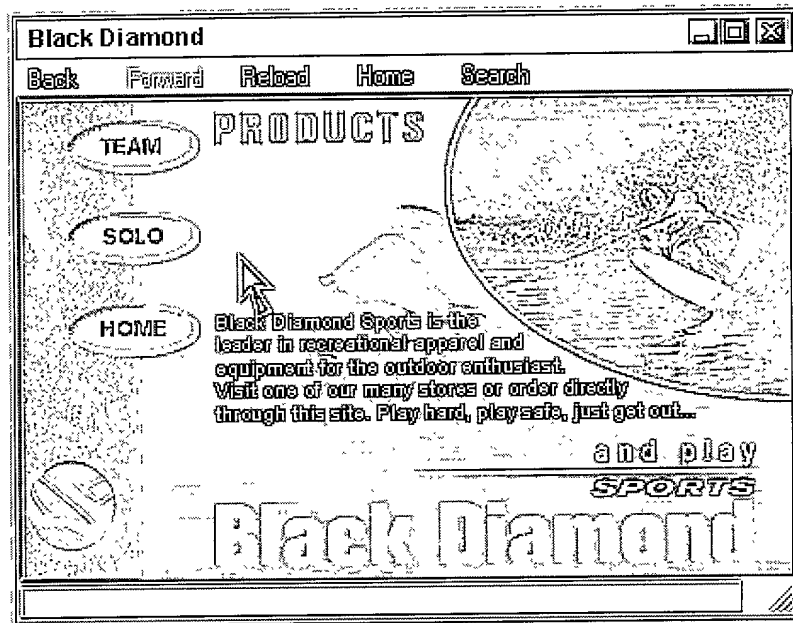 Black Diamond
Back Forward Reload Home Search
PRODUCTS
TEAM
SOLO
HOME
Black Diamond Sports is the
leader in recreational apparel and
equipment for the outdoor enthusiast.
Visit one of our many stores or order directly
through this site. Play hard, play safe, just get out...
and play
SPORTS
Black Diamond